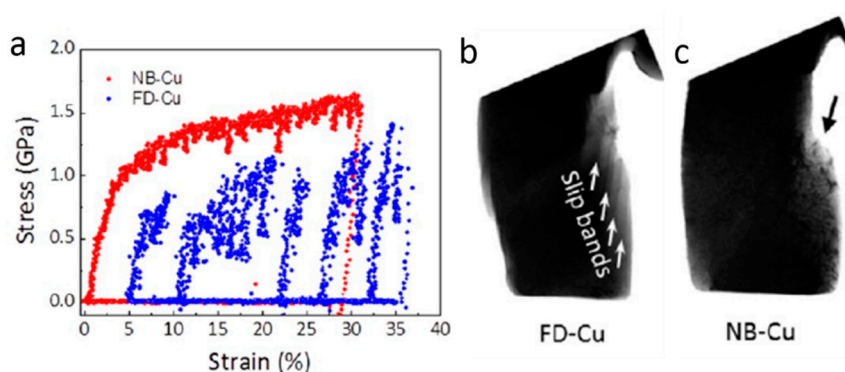 a
2.0
1.5
1.0
0.5
0.0
Stress (GPa)
NB-Cu
FD-Cu
0 5 10 15 20 25 30 35 40
Strain (%)
b
Slip bands
FD-Cu
c
NB-Cu